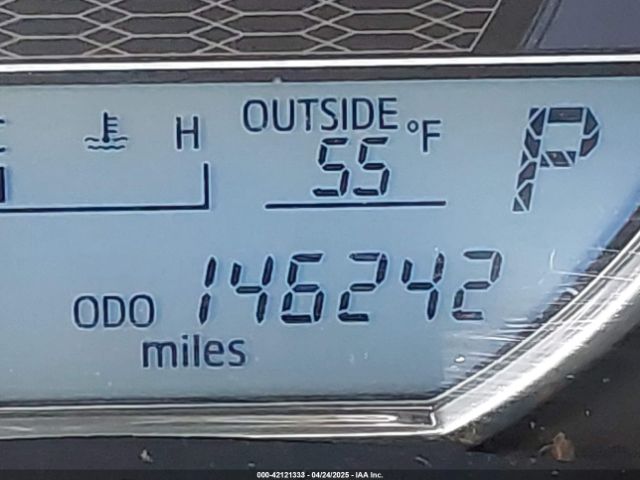 C H OUTSIDE °F P
55
ODO 146242
miles
000-42121333 - 04/24/2025 - IAA Inc.